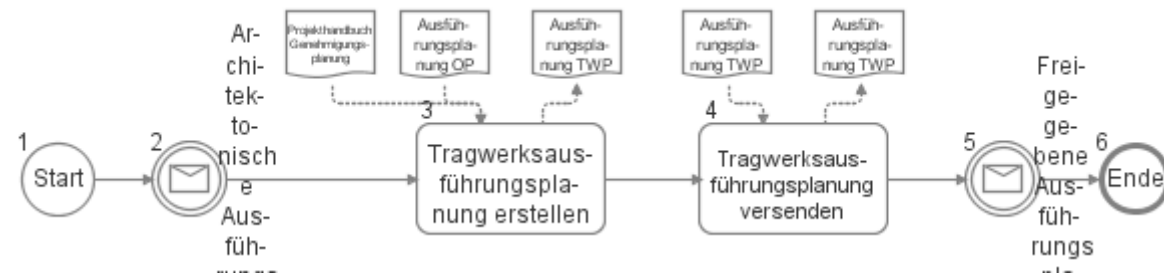 1
Start
2
Ar-
chi-
tek-
to-
nisch
e
Aus-
füh-
rungs
Projekthandbuch
Genehmigungs-
planung
Ausfüh-
rungspla-
nung OP
Ausfüh-
rungspla-
nung TWP
3
Tragwerksaus-
führungspla-
nung erstellen
Ausfüh-
rungspla-
nung TWP
Ausfüh-
rungspla-
nung TWP
4
Tragwerksaus-
führungsplanung
versenden
5
Frei-
ge-
ge-
bene
Aus-
füh-
rungs
6
Ende